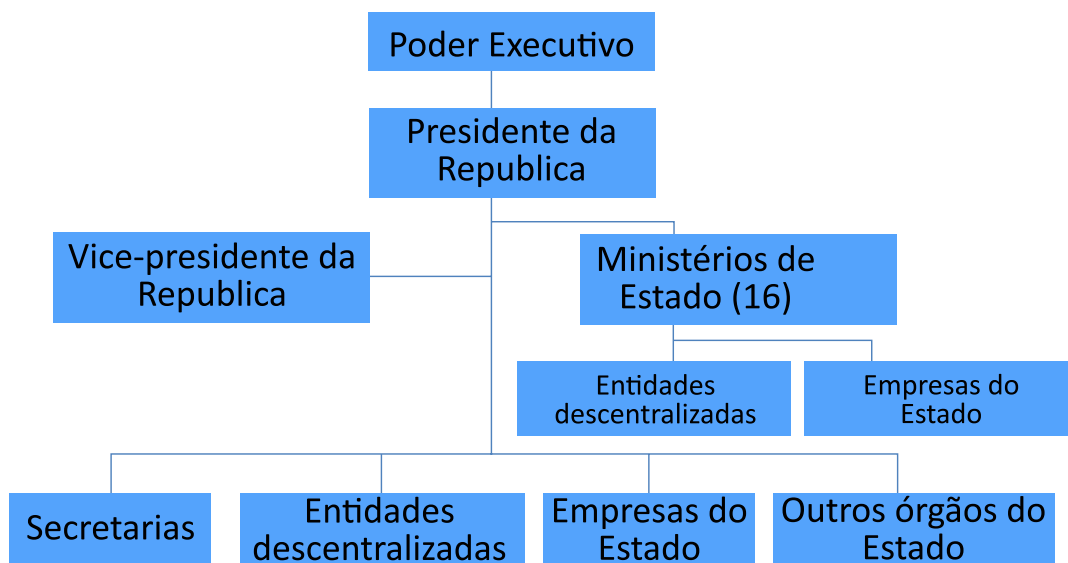 Poder Executivo
Presidente da
Republica
Vice-presidente da
Republica
Ministérios de
Estado (16)
Entidades
descentralizadas
Empresas do
Estado
Secretarias
Entidades
descentralizadas
Empresas do
Estado
Outros órgãos do
Estado